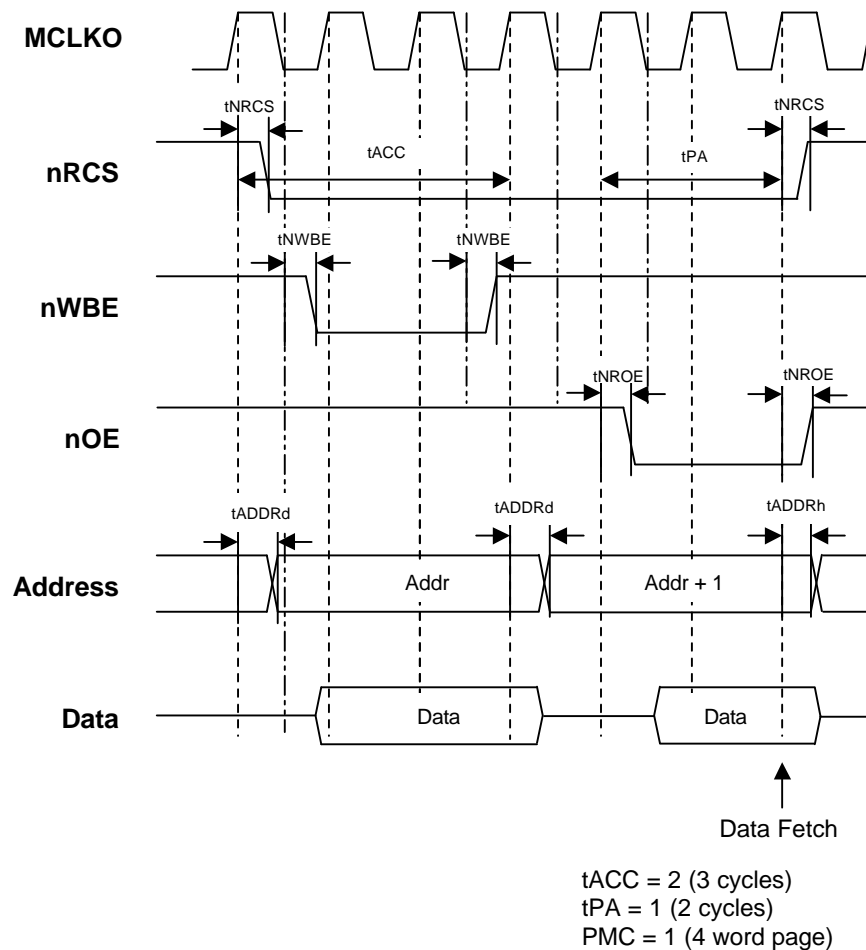 MCLKO
tNRCS
tNRCS
tACC
tPA
nRCS
tNWBE
tNWBE
nWBE
tNROE
tNROE
nOE
tADDRd
tADDRd
tADDRh
Address
Addr
Addr + 1
Data
Data
Data
Data Fetch
tACC = 2 (3 cycles)
tPA = 1 (2 cycles)
PMC = 1 (4 word page)